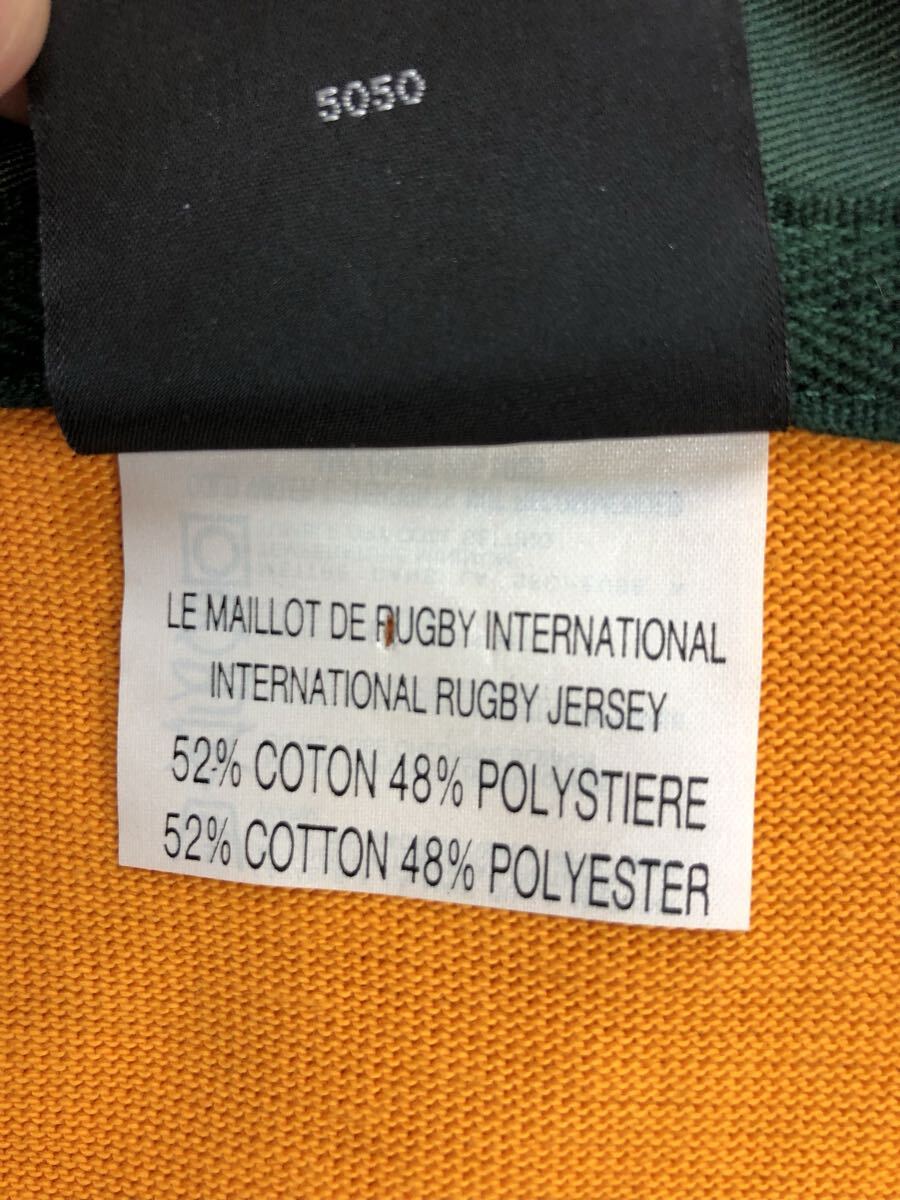 5050
LE MAILLOT DE RUGBY INTERNATIONAL
INTERNATIONAL RUGBY JERSEY
52% COTON 48% POLYSTIERE
52% COTTON 48% POLYESTER